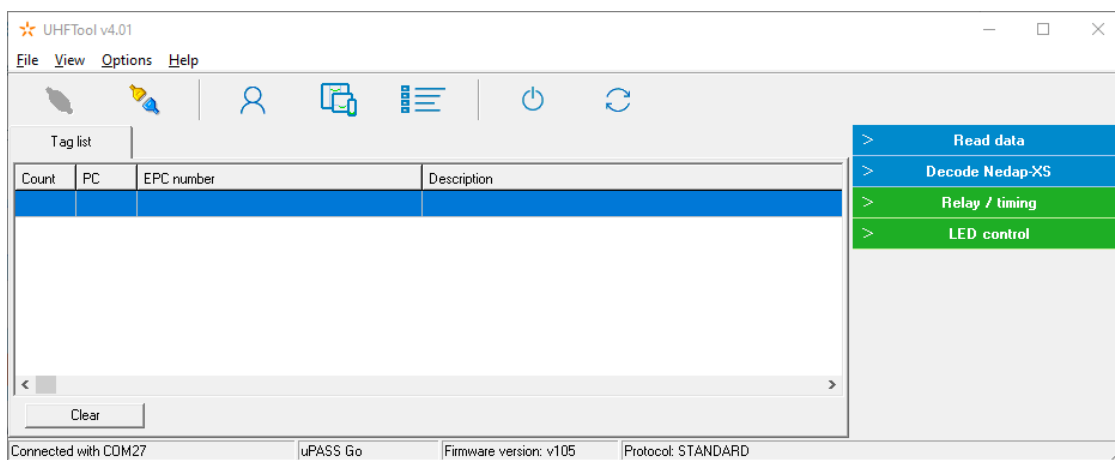 UHFTool v4.01
File View Options Help
Tag list
Count PC EPC number Description
> Read data
> Decode Nedap-XS
> Relay / timing
> LED control
Clear
Connected with COM27 uPASS Go Firmware version: v105 Protocol: STANDARD